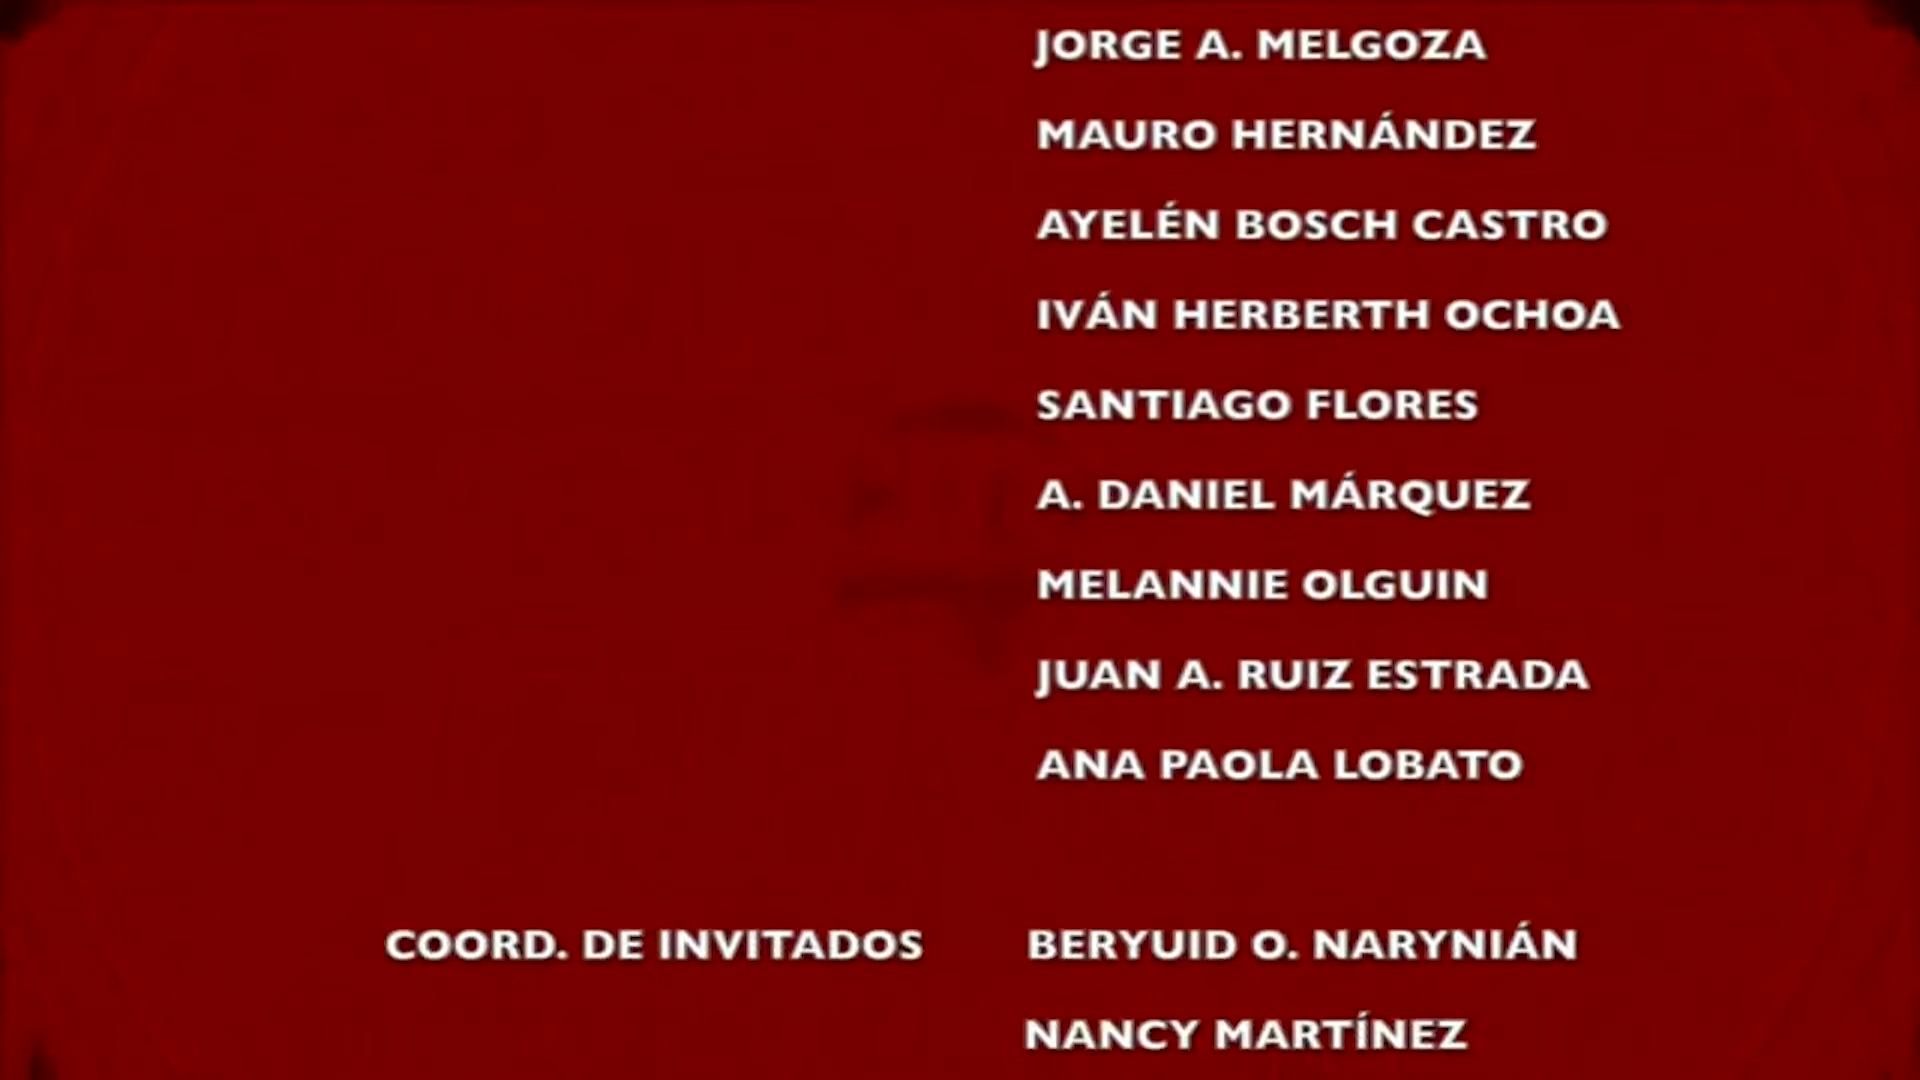 JORGE A. MELGOZA
MAURO HERNÁNDEZ
AYELÉN BOSCH CASTRO
IVÁN HERBERTH OCHOA
SANTIAGO FLORES
A. DANIEL MÁRQUEZ
MELANNIE OLGUIN
JUAN A. RUIZ ESTRADA
ANA PAOLA LOBATO
COORD. DE INVITADOS BERYUID O. NARYNIÁN
NANCY MARTÍNEZ